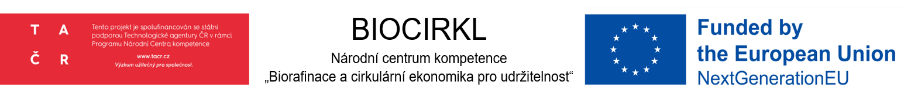 T A
Č R
Tento projekt je spolufinancován se státní
podporou Technologické agentury ČR v rámci
Programu Národní Centra kompetence
www.tacr.cz
Výzkum užitečný pro společnost.
BIOCIRKL
Národní centrum kompetence
„Biorafinace a cirkulární ekonomika pro udržitelnost“
Funded by
the European Union
NextGenerationEU